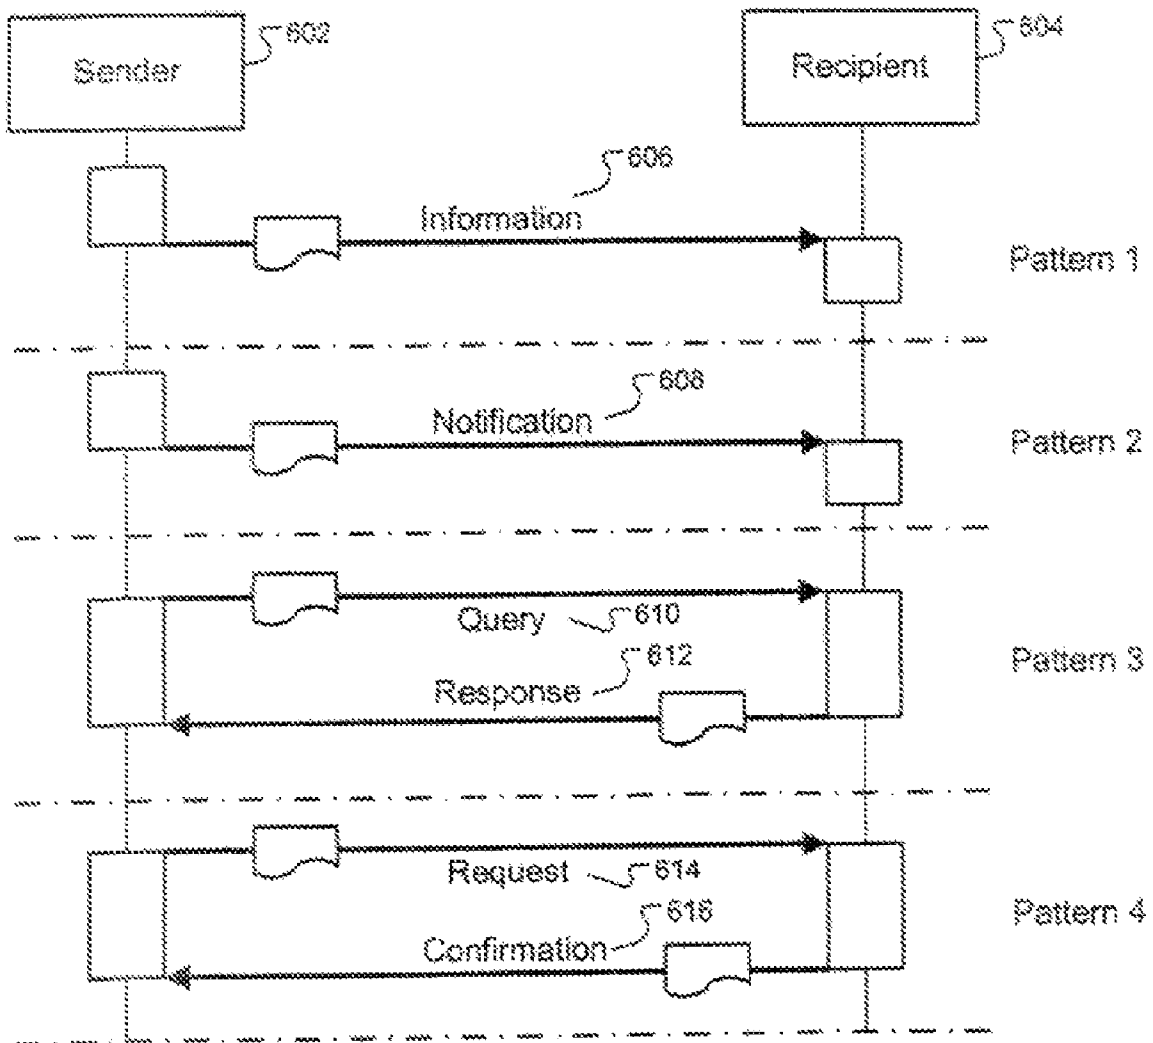 Sender
602
Recipient
604
606
Information
Pattern 1
608
Notification
Pattern 2
Query
610
612
Response
Pattern 3
Request
614
616
Confirmation
Pattern 4